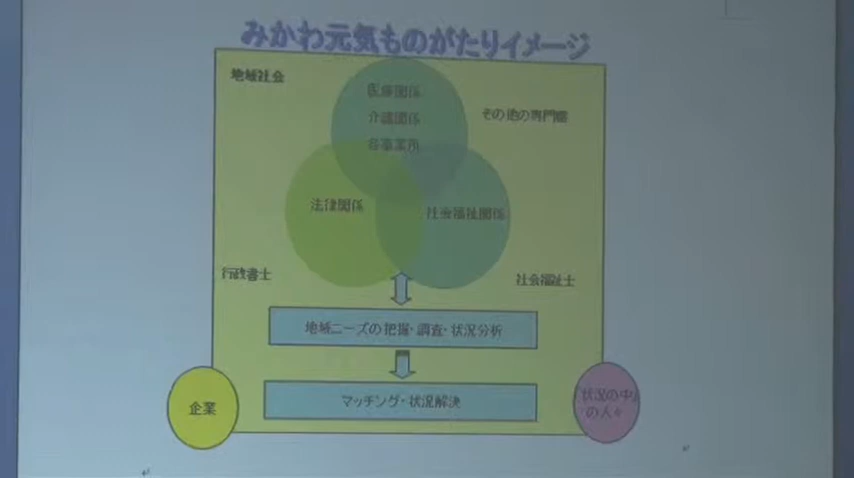 みかわ元気ものがたりイメージ
地域社会
医療関係
介護関係
各事業所
その他の専門職
法律関係
社会福祉関係
行政書士
社会福祉士
地域ニーズの把握・調査・状況分析
マッチング・状況解決
企業
「状況の中」
の人々